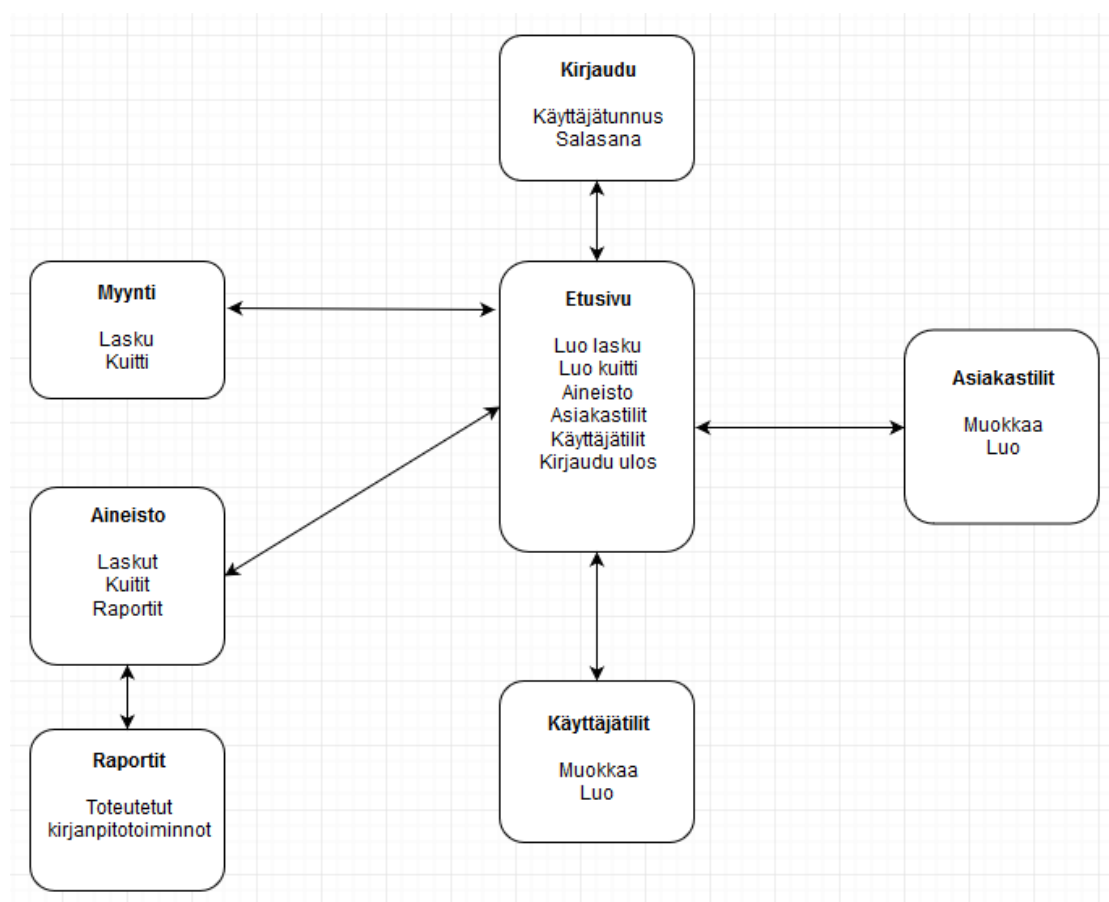 Kirjaudu
Käyttäjätunnus
Salasana
Myynti
Lasku
Kuitti
Etusivu
Luo lasku
Luo kuitti
Aineisto
Asiakastilit
Käyttäjätilit
Kirjaudu ulos
Asiakastilit
Muokkaa
Luo
Aineisto
Laskut
Kuitit
Raportit
Käyttäjätilit
Muokkaa
Luo
Raportit
Toteutetut
kirjanpitotoiminnot